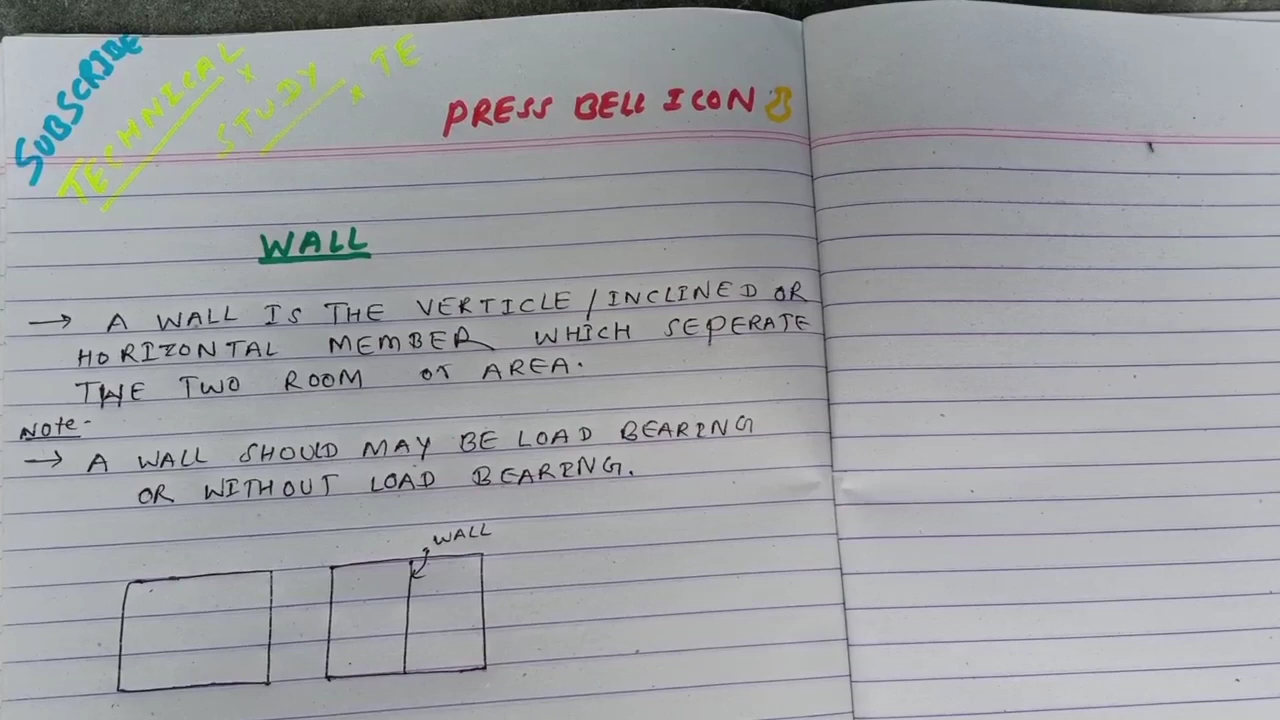 SUBSCRIBE
TECHNICAL
STUDY TE
PRESS BELL ICON
WALL
→ A WALL IS THE VERTICLE / INCLINED OR
HORIZONTAL MEMBER WHICH SEPERATE
THE TWO ROOM or AREA.
Note-
→ A WALL SHOULD MAY BE LOAD BEARING
OR WITHOUT LOAD BEARING.
WALL